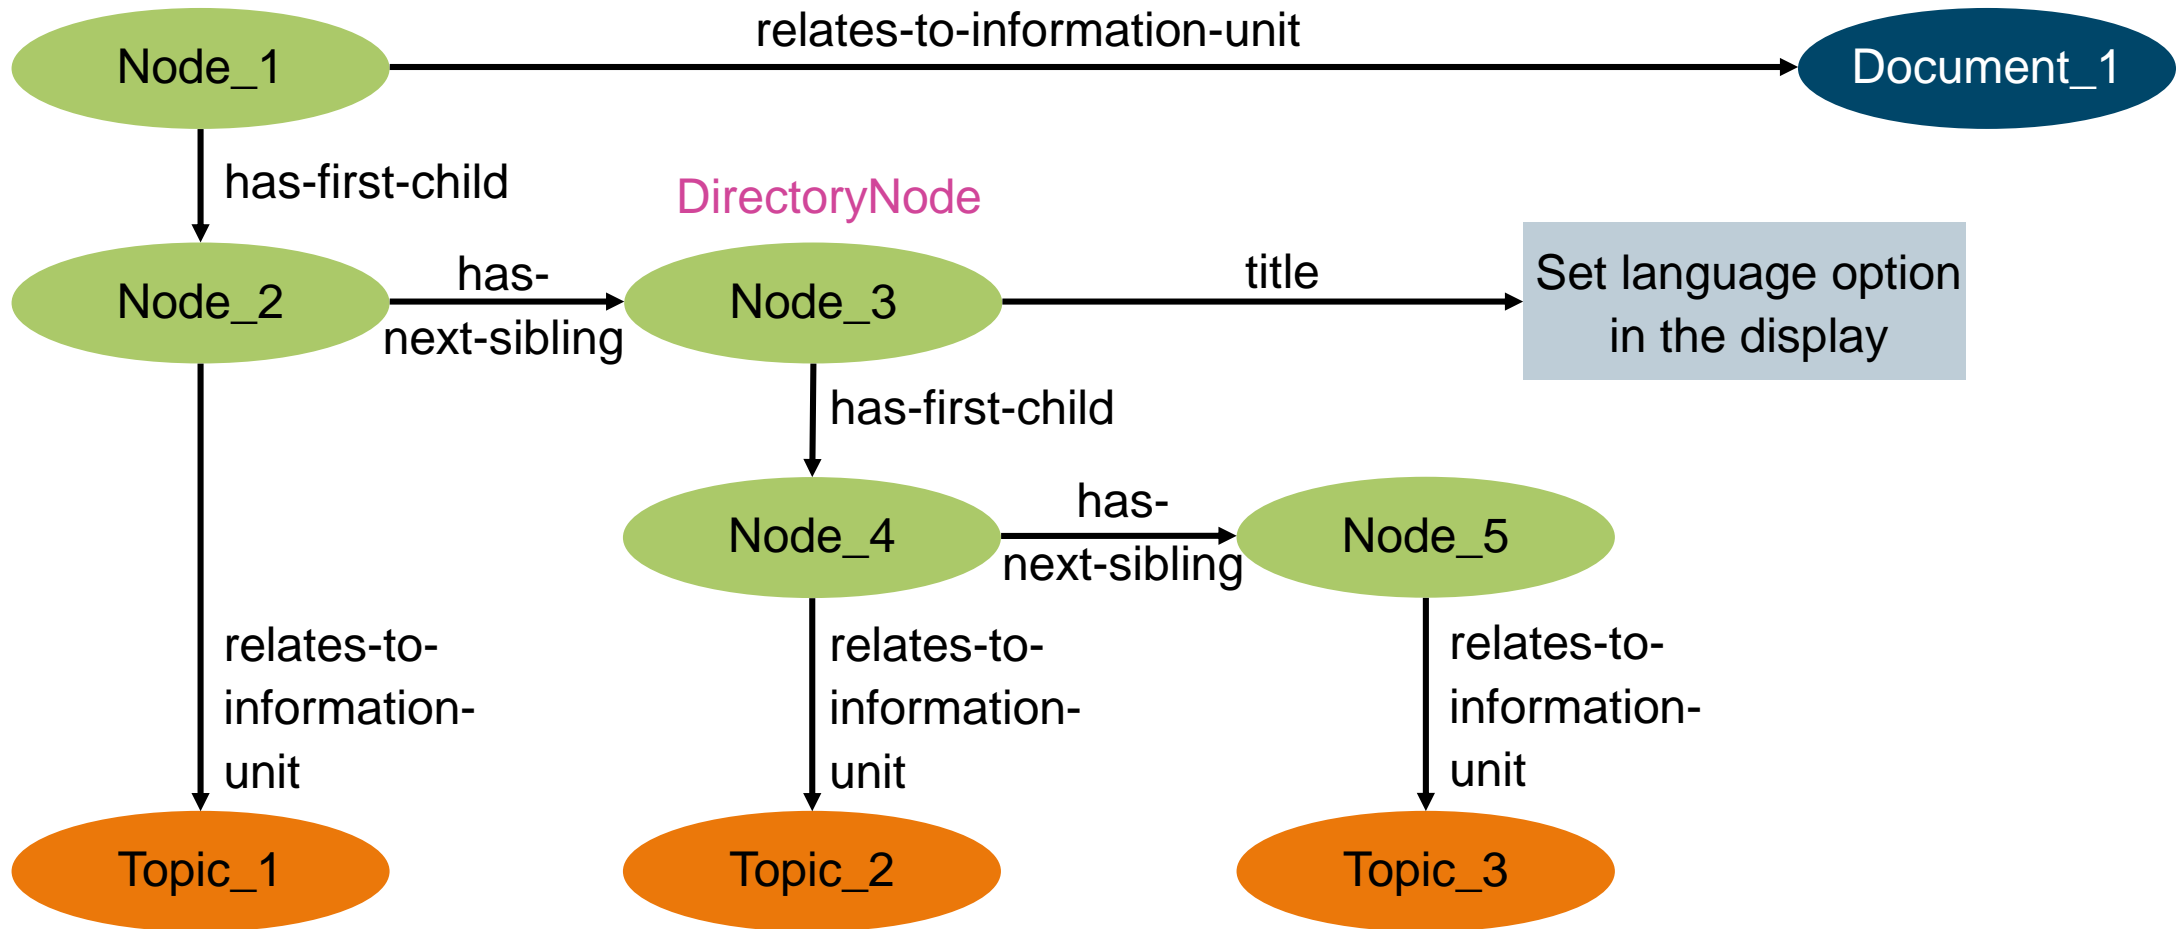 relates-to-information-unit
Node_1
Document_1
has-first-child
DirectoryNode
Node_2
has-
next-sibling
Node_3
title
Set language option
in the display
has-first-child
Node_4
has-
next-sibling
Node_5
relates-to-
information-
unit
relates-to-
information-
unit
relates-to-
information-
unit
Topic_1
Topic_2
Topic_3